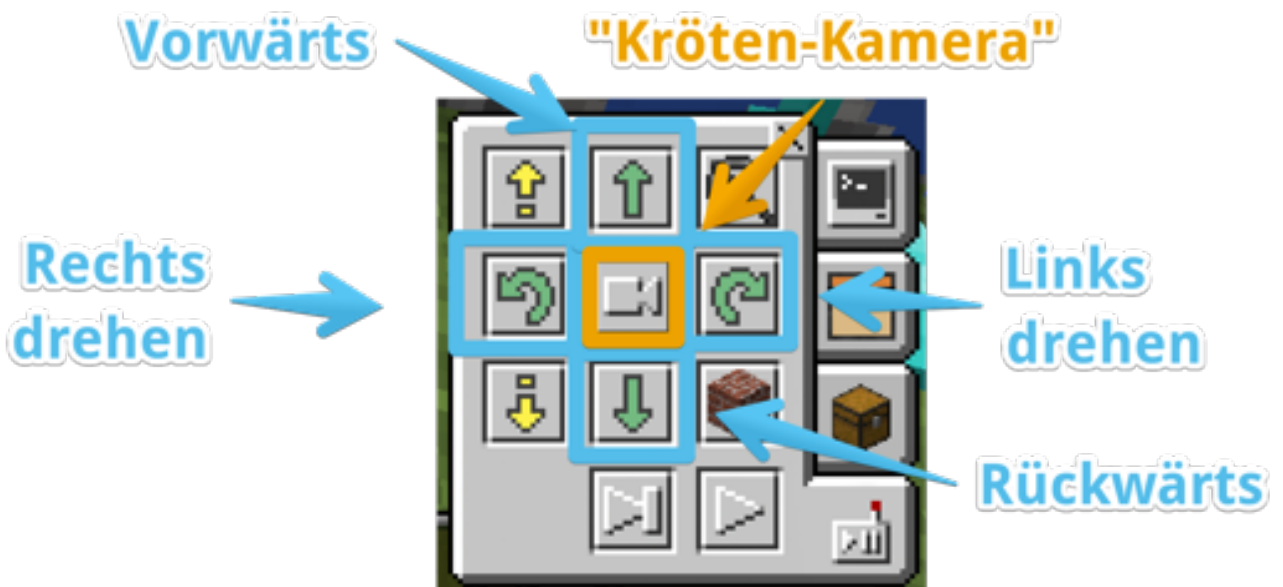 Vorwärts
"Kröten-Kamera"
Rechts
drehen
Links
drehen
Rückwärts